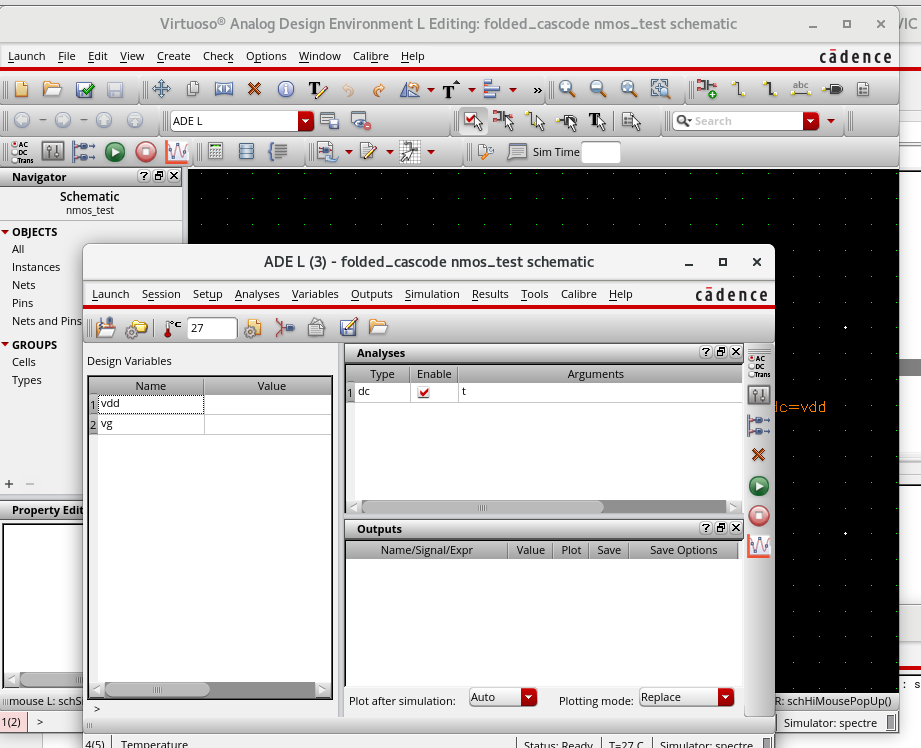 Virtuoso® Analog Design Environment L Editing: folded_cascode nmos_test schematic
VIC
Launch File Edit View Create Check Options Window Calibre Help
cādence
abc
ADE L
Search
AC
DC
Trans
Sim Time
Navigator
Schematic
nmos_test
OBJECTS
All
Instances
Nets
Pins
Nets and Pins
GROUPS
Cells
Types
Property Edit
ADE L (3) - folded_cascode nmos_test schematic
Launch Session Setup Analyses Variables Outputs Simulation Results Tools Calibre Help
cādence
°C 27
Design Variables
Name Value
1 vdd
2 vg
>
Analyses
Type Enable Arguments
1 dc t
AC
DC
Trans
dc=vdd
Outputs
Name/Signal/Expr Value Plot Save Save Options
Plot after simulation: Auto Plotting mode: Replace
4(5) Temperature Status: Ready T=27 C Simulator: spectre
mouse L: schS
R: schHiMousePopUp()
: s
1(2) >
Simulator: spectre